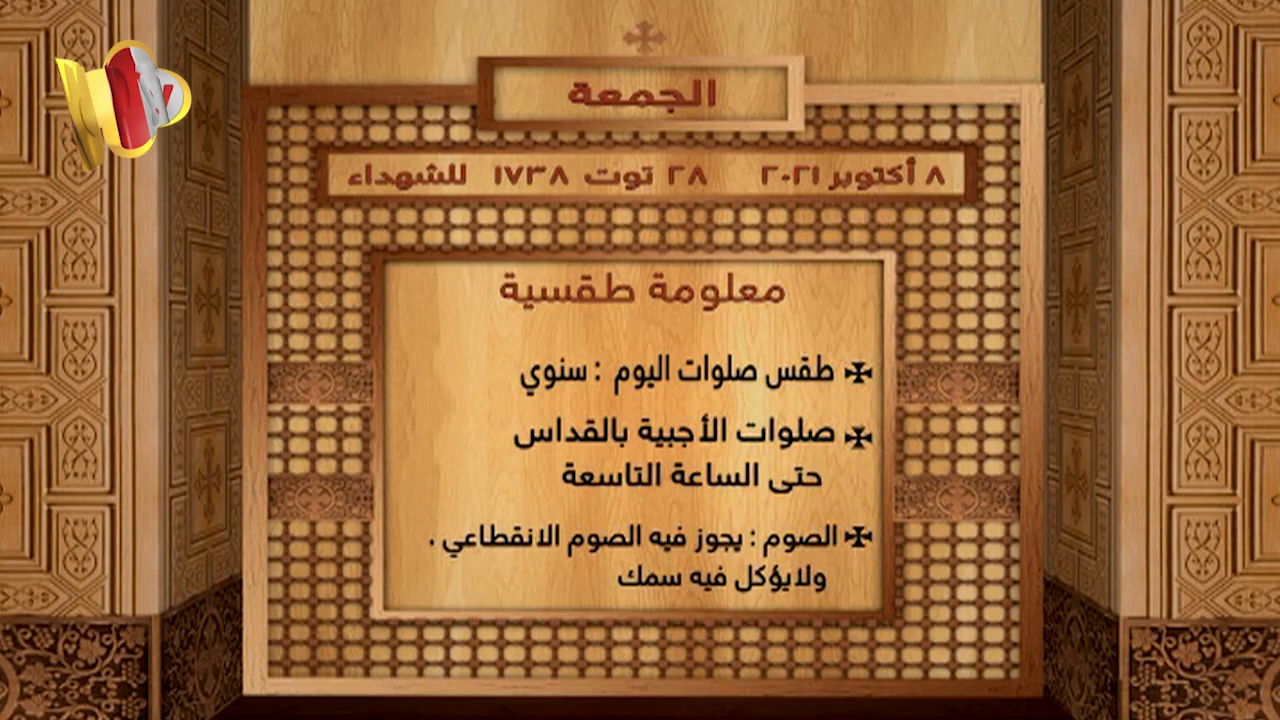 الجمعة
٨ أكتوبر ٢٠٢١ ٢٨ توت ١٧٣٨ للشهداء
معلومة طقسية
طقس صلوات اليوم : سنوي
صلوات الأجبية بالقداس
حتى الساعة التاسعة
الصوم : يجوز فيه الصوم الانقطاعي .
ولايؤكل فيه سمك